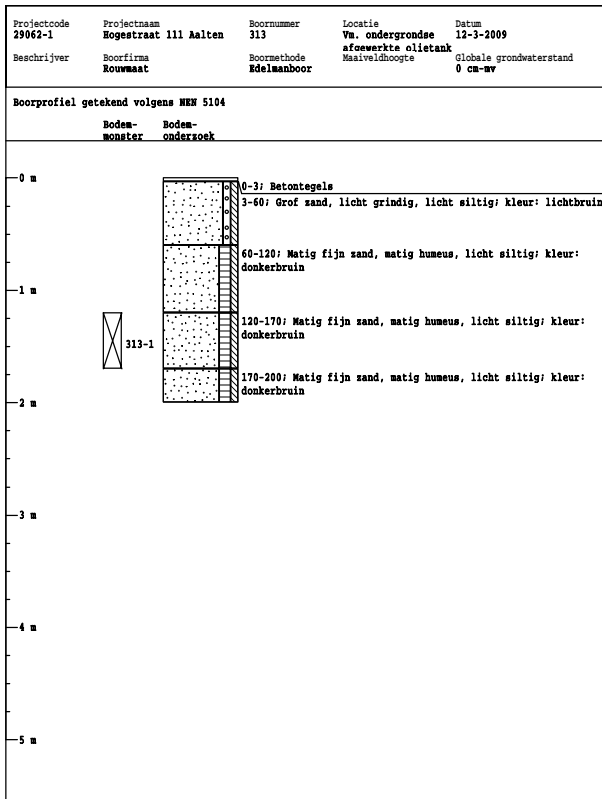 Projectcode Projectnaam Boornummer Locatie Datum
29062-1 Hogestraat 111 Aalten 313 Vm. ondergrondse 12-3-2009
afgewerkte olietank
Beschrijver Boorfirma Boormethode Maaiveldhoogte Globale grondwaterstand
Rouwmaat Edelmanboor 0 cm-mv
Boorprofiel getekend volgens NEN 5104
Bodem- Bodem-
monster onderzoek
0 m
0-3; Betontegels
3-60; Grof zand, licht grindig, licht siltig; kleur: lichtbruin
60-120; Matig fijn zand, matig humeus, licht siltig; kleur:
donkerbruin
1 m
120-170; Matig fijn zand, matig humeus, licht siltig; kleur:
donkerbruin
313-1
170-200; Matig fijn zand, matig humeus, licht siltig; kleur:
donkerbruin
2 m
3 m
4 m
5 m